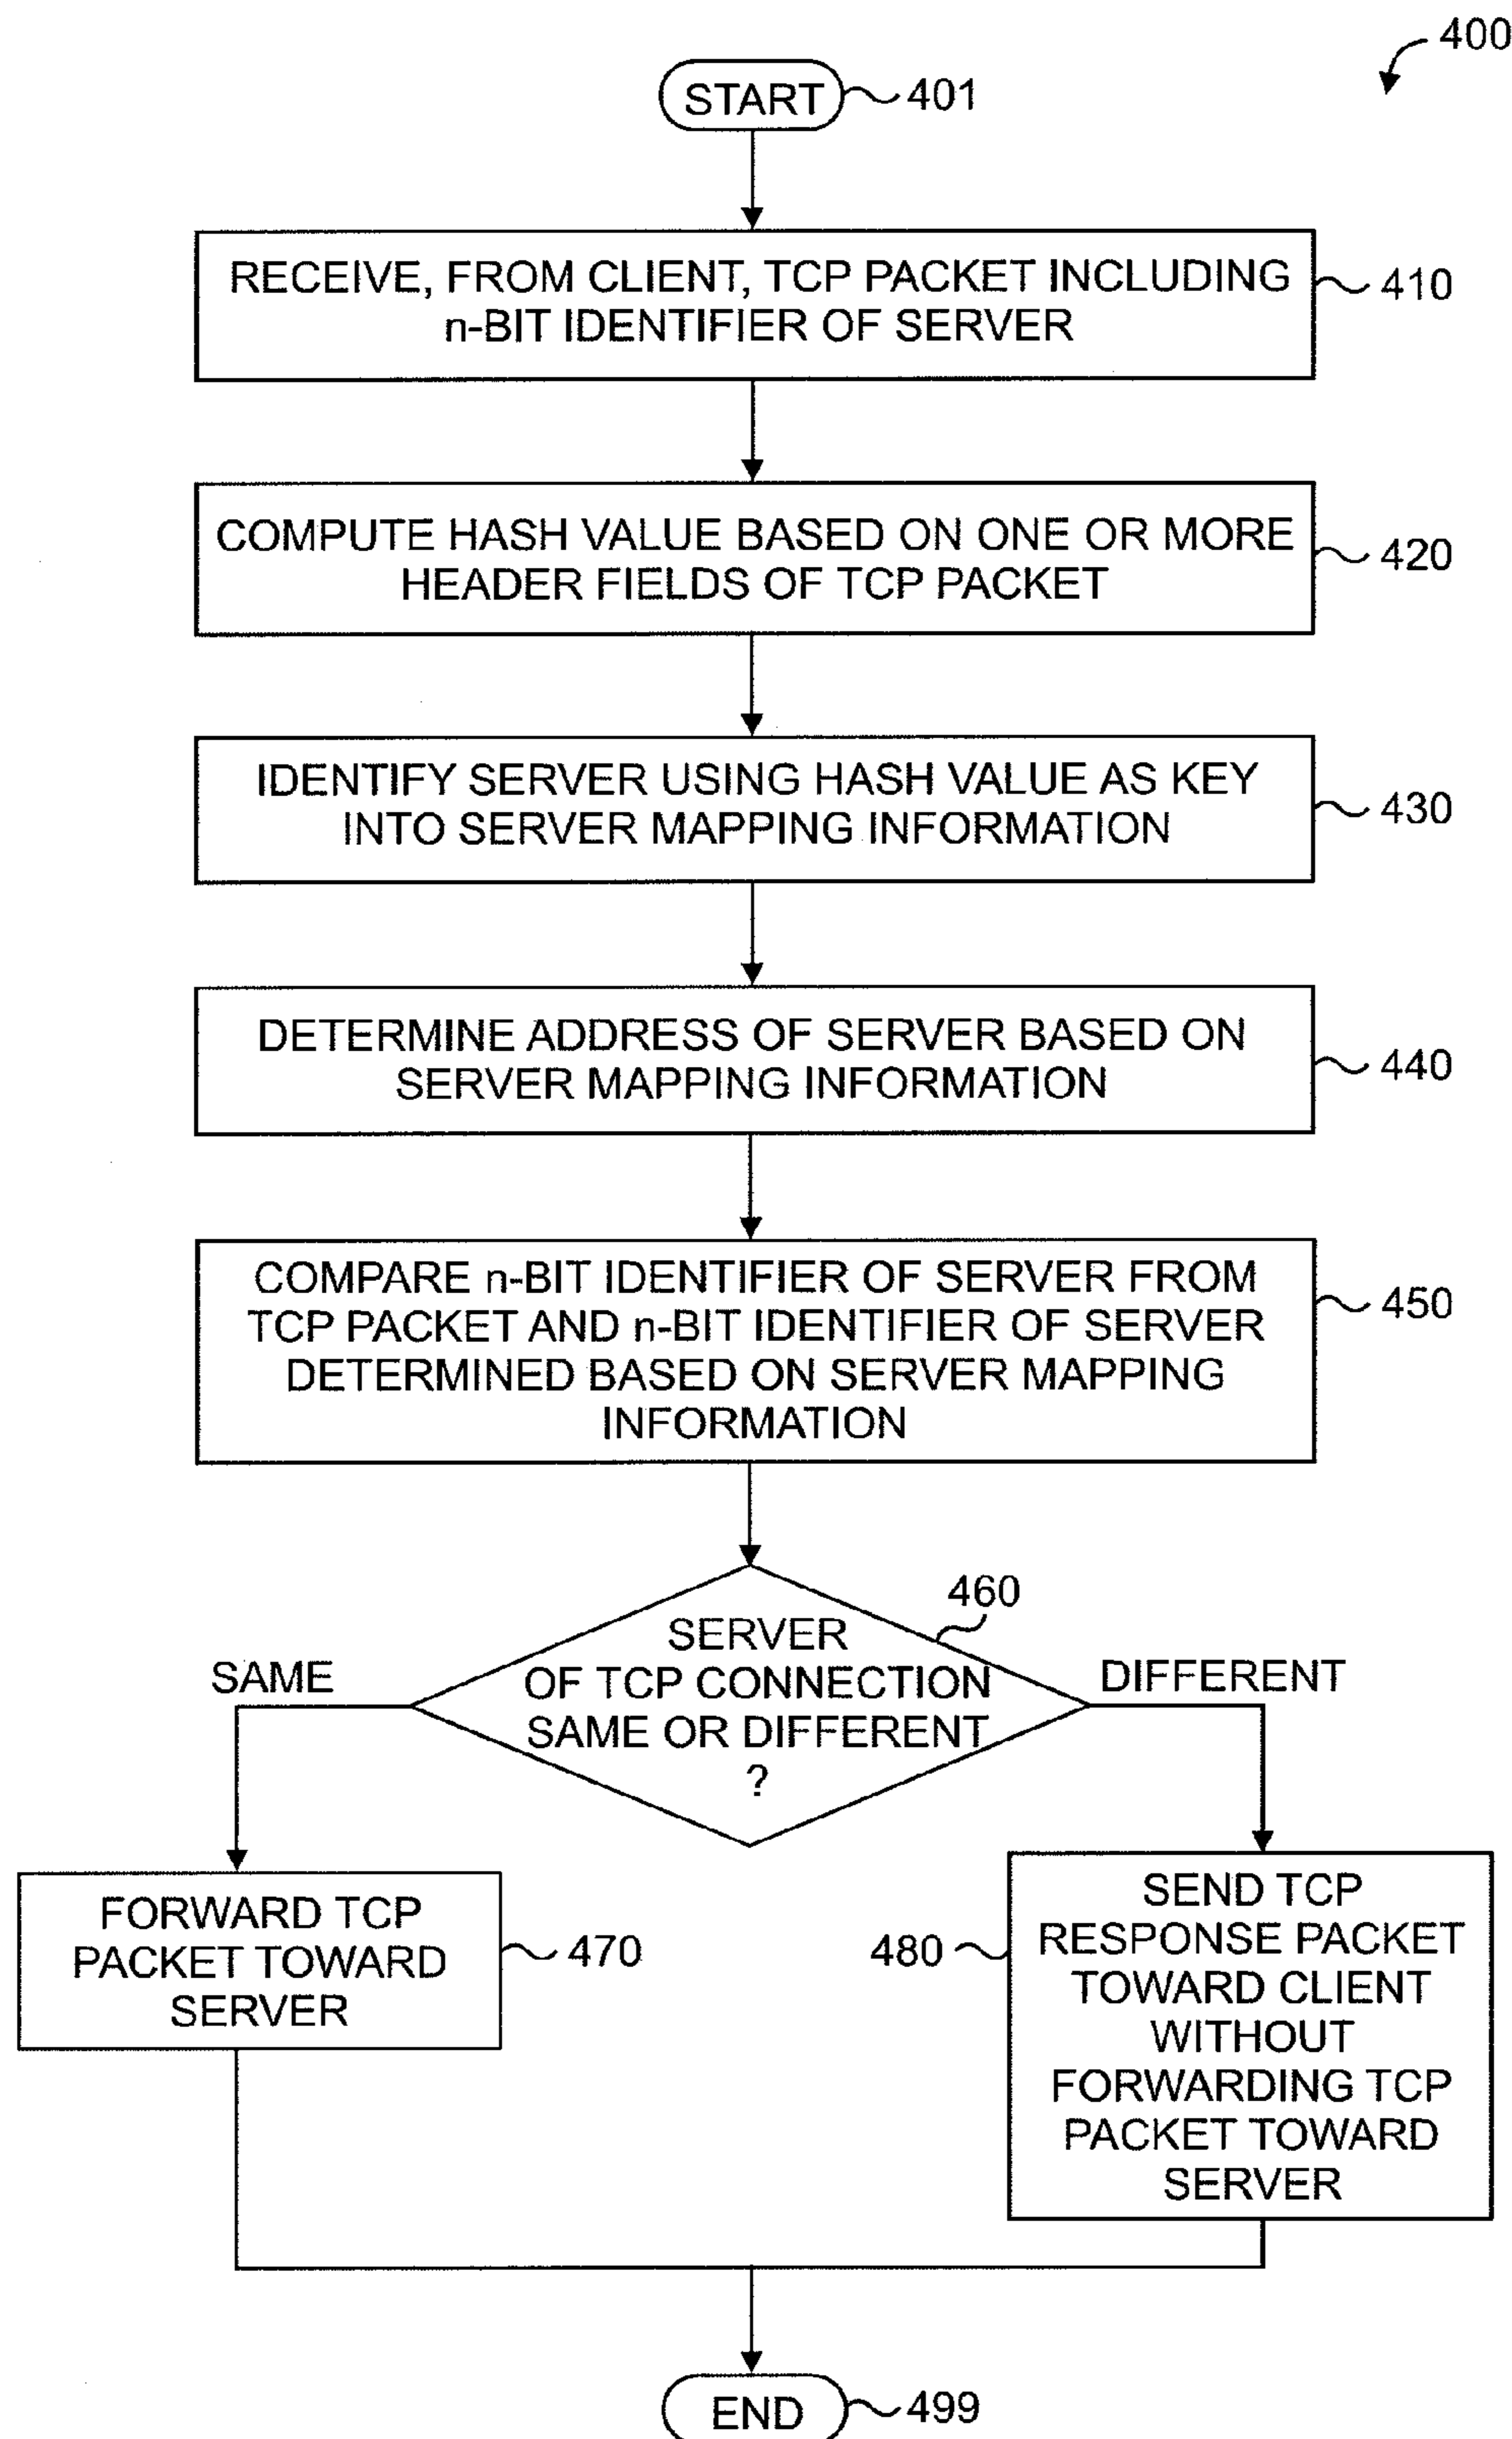 400
START
401
RECEIVE, FROM CLIENT, TCP PACKET INCLUDING
n-BIT IDENTIFIER OF SERVER
410
COMPUTE HASH VALUE BASED ON ONE OR MORE
HEADER FIELDS OF TCP PACKET
420
IDENTIFY SERVER USING HASH VALUE AS KEY
INTO SERVER MAPPING INFORMATION
430
DETERMINE ADDRESS OF SERVER BASED ON
SERVER MAPPING INFORMATION
440
COMPARE n-BIT IDENTIFIER OF SERVER FROM
TCP PACKET AND n-BIT IDENTIFIER OF SERVER
DETERMINED BASED ON SERVER MAPPING
INFORMATION
450
460
SERVER
OF TCP CONNECTION
SAME OR DIFFERENT
?
SAME
DIFFERENT
FORWARD TCP
PACKET TOWARD
SERVER
470
480
SEND TCP
RESPONSE PACKET
TOWARD CLIENT
WITHOUT
FORWARDING TCP
PACKET TOWARD
SERVER
END
499